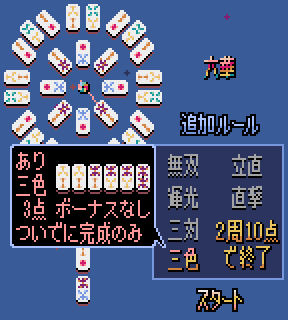 六華
追加ルール
あり
三色
3点 ボーナスなし
ついでに完成のみ
無双 立直
輝光 直撃
三対 2周10点
三色 で終了
スタート